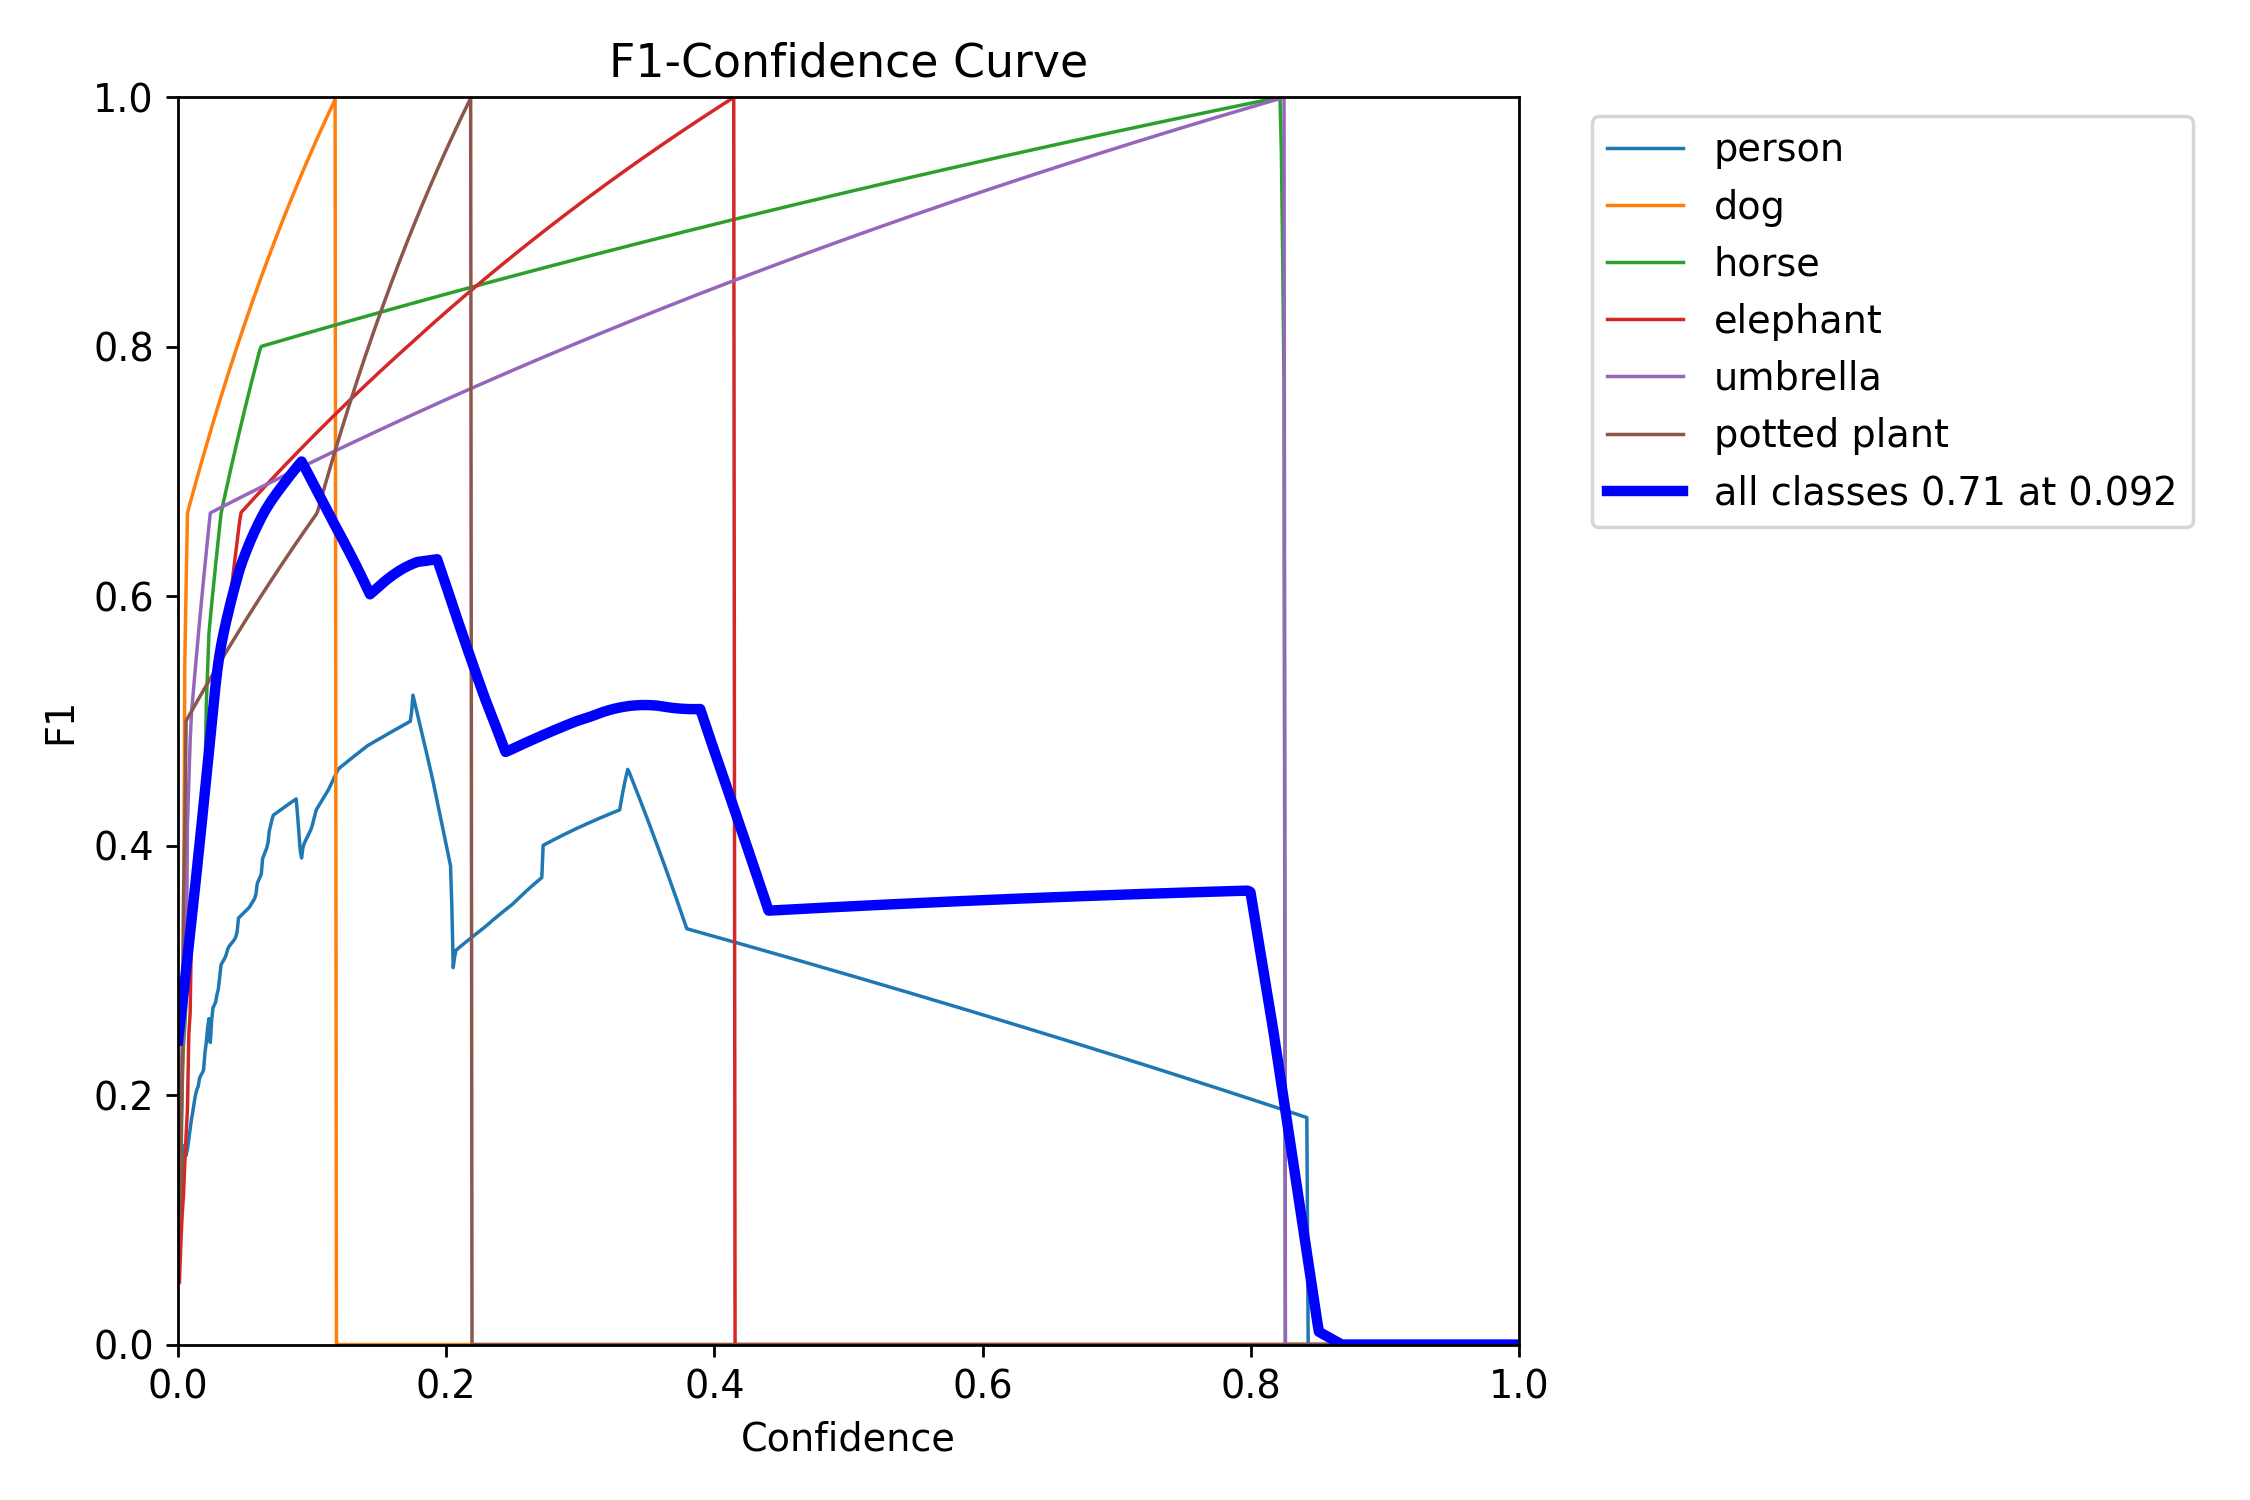 F1-Confidence Curve
1.0
0.8
0.6
0.4
0.2
0.0
F1
0.0 0.2 0.4 0.6 0.8 1.0
Confidence
person
dog
horse
elephant
umbrella
potted plant
all classes 0.71 at 0.092